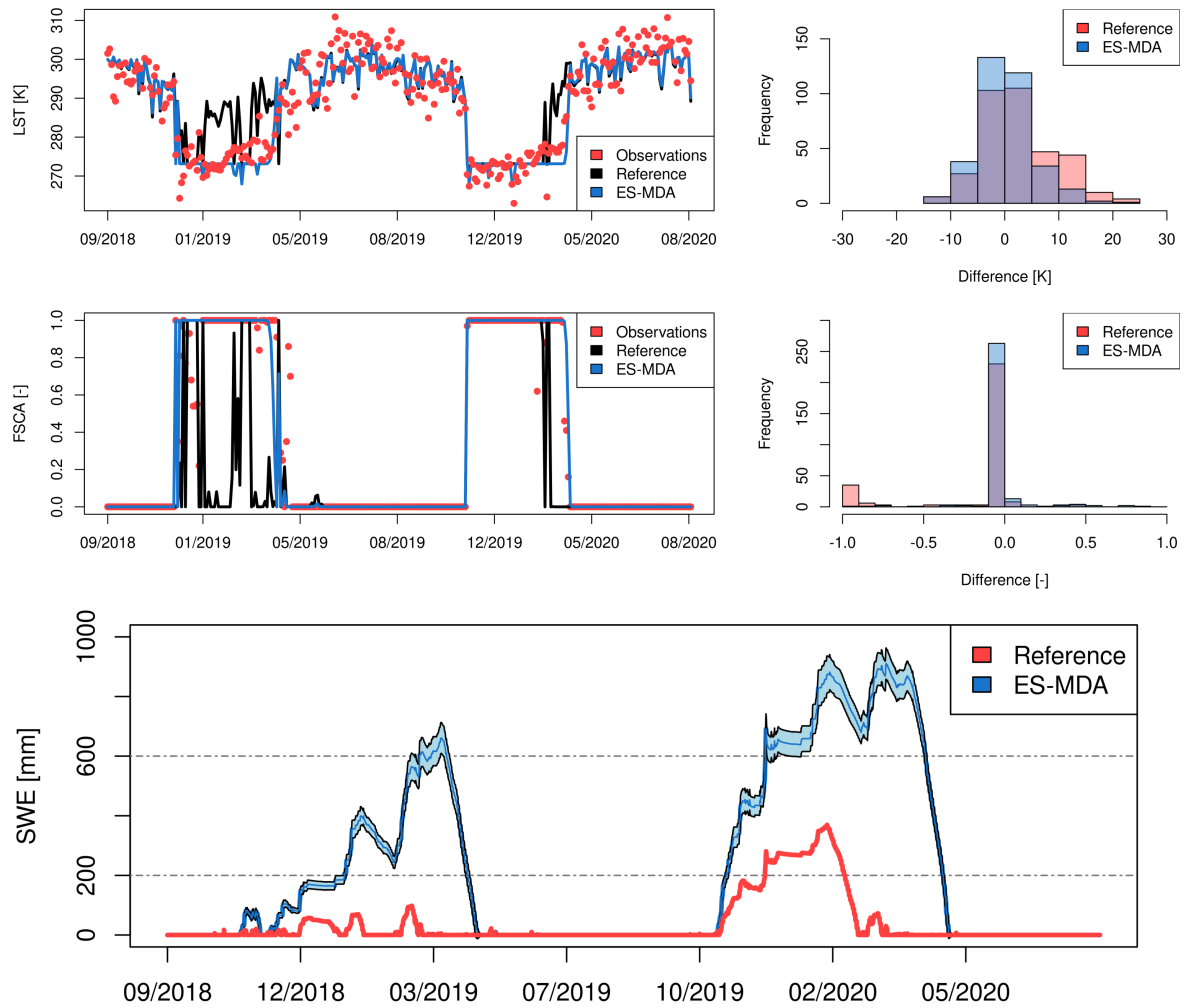 LST [K]
270 280 290 300 310
09/2018 01/2019 05/2019 08/2019 12/2019 05/2020 08/2020
Observations
Reference
ES-MDA
Frequency
0 50 100 150
-30 -20 -10 0 10 20 30
Difference [K]
Reference
ES-MDA
FSCA [-]
0.0 0.2 0.4 0.6 0.8 1.0
09/2018 01/2019 05/2019 08/2019 12/2019 05/2020 08/2020
Observations
Reference
ES-MDA
Frequency
0 50 150 250
-1.0 -0.5 0.0 0.5 1.0
Difference [-]
Reference
ES-MDA
SWE [mm]
0 200 600 1000
09/2018 12/2018 03/2019 07/2019 10/2019 02/2020 05/2020
Reference
ES-MDA